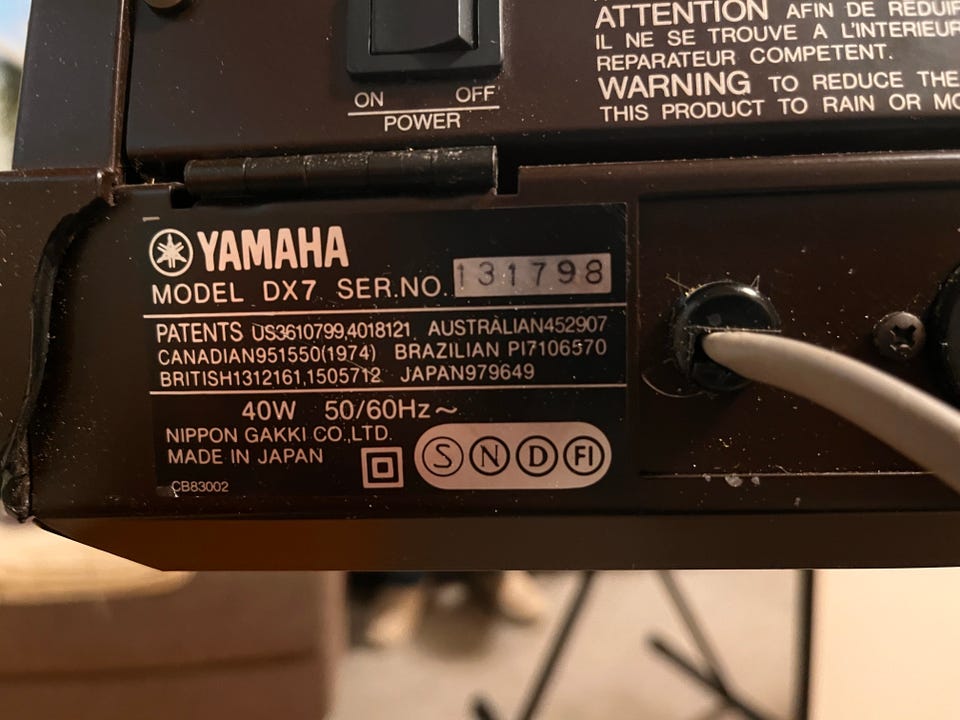 ON OFF
POWER
ATTENTION AFIN DE REDUIR
IL NE SE TROUVE A L'INTERIEUR
REPARATEUR COMPETENT.
WARNING TO REDUCE THE
THIS PRODUCT TO RAIN OR MO
YAMAHA
MODEL DX7 SER.NO. 131798
PATENTS US3610799,4018121 AUSTRALIAN452907
CANADIAN951550(1974) BRAZILIAN PI7106570
BRITISH1312161,1505712 JAPAN979649
40W 50/60Hz~
NIPPON GAKKI CO.,LTD.
MADE IN JAPAN
S N D FI
CB83002